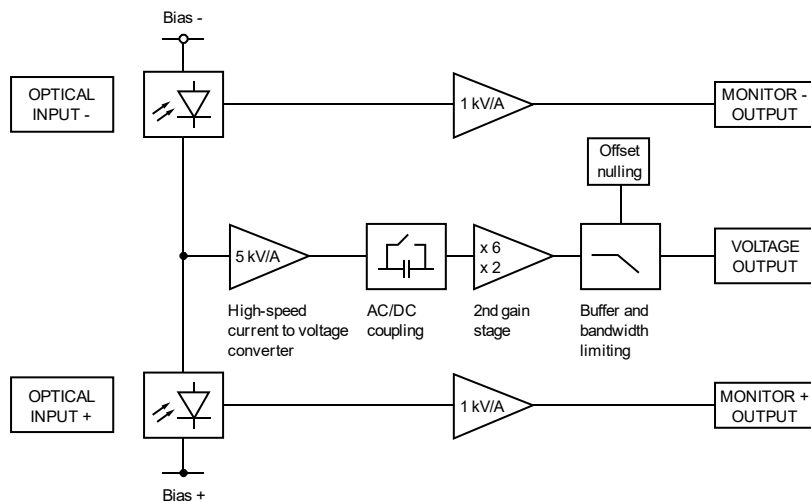 Bias -
OPTICAL
INPUT -
1 kV/A
MONITOR -
OUTPUT
Offset
nulling
5 kV/A
x 6
x 2
VOLTAGE
OUTPUT
High-speed
current to voltage
converter
AC/DC
coupling
2nd gain
stage
Buffer and
bandwidth
limiting
OPTICAL
INPUT +
1 kV/A
MONITOR +
OUTPUT
Bias +